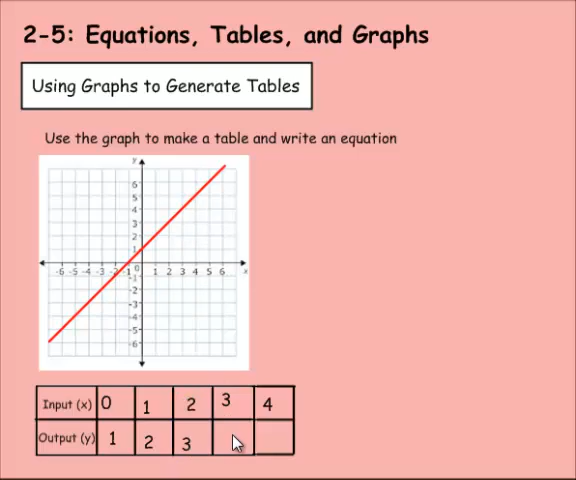 2-5: Equations, Tables, and Graphs
Using Graphs to Generate Tables
Use the graph to make a table and write an equation
y
6
5
4
3
2
1
-6 -5 -4 -3 -2 -1 0 1 2 3 4 5 6 x
-1
-2
-3
-4
-5
-6
Input (x) 0 1 2 3 4
Output (y) 1 2 3